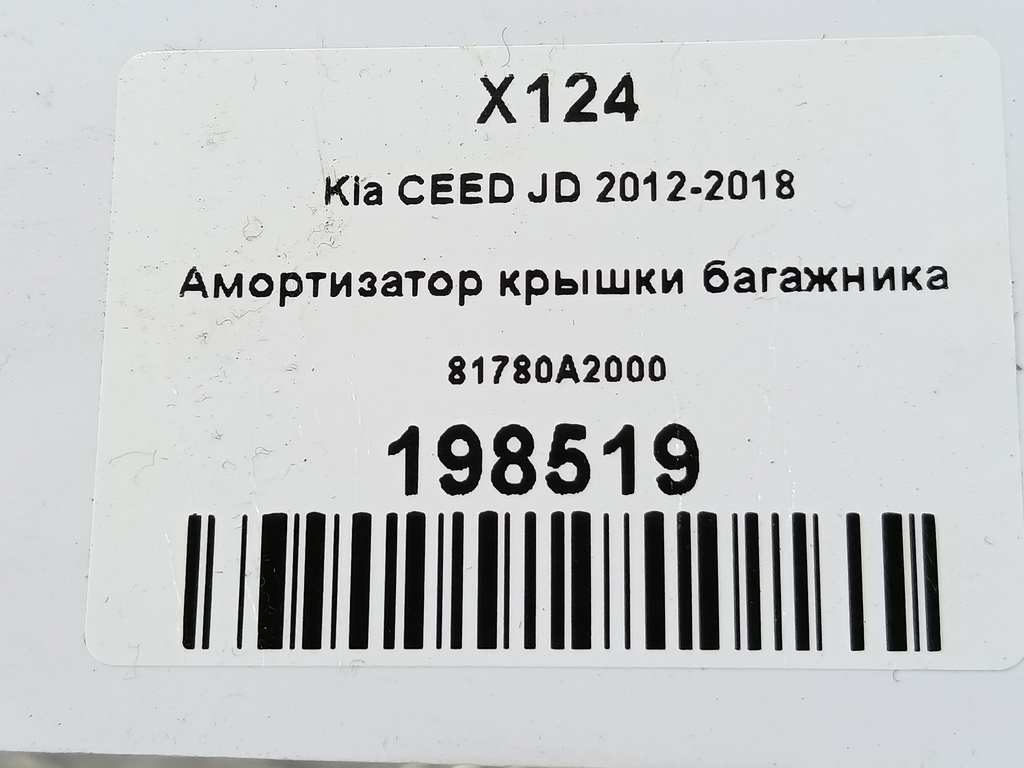 X124
Kia CEED JD 2012-2018
Амортизатор крышки багажника
81780A2000
198519